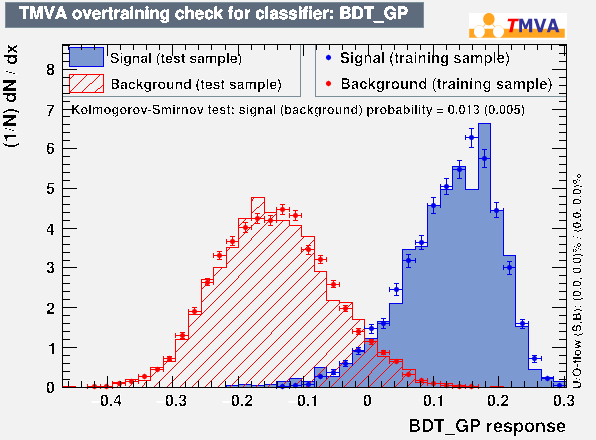 TMVA overtraining check for classifier: BDT_GP
TMVA
Signal (test sample)
Background (test sample)
Signal (training sample)
Background (training sample)
Kolmogorov-Smirnov test: signal (background) probability = 0.013 (0.005)
(1/N) dN / dx
8
7
6
5
4
3
2
1
0
-0.4 -0.3 -0.2 -0.1 0 0.1 0.2 0.3
BDT_GP response
U/O-flow (S,B): (0.0, 0.0)% / (0.0, 0.0)%